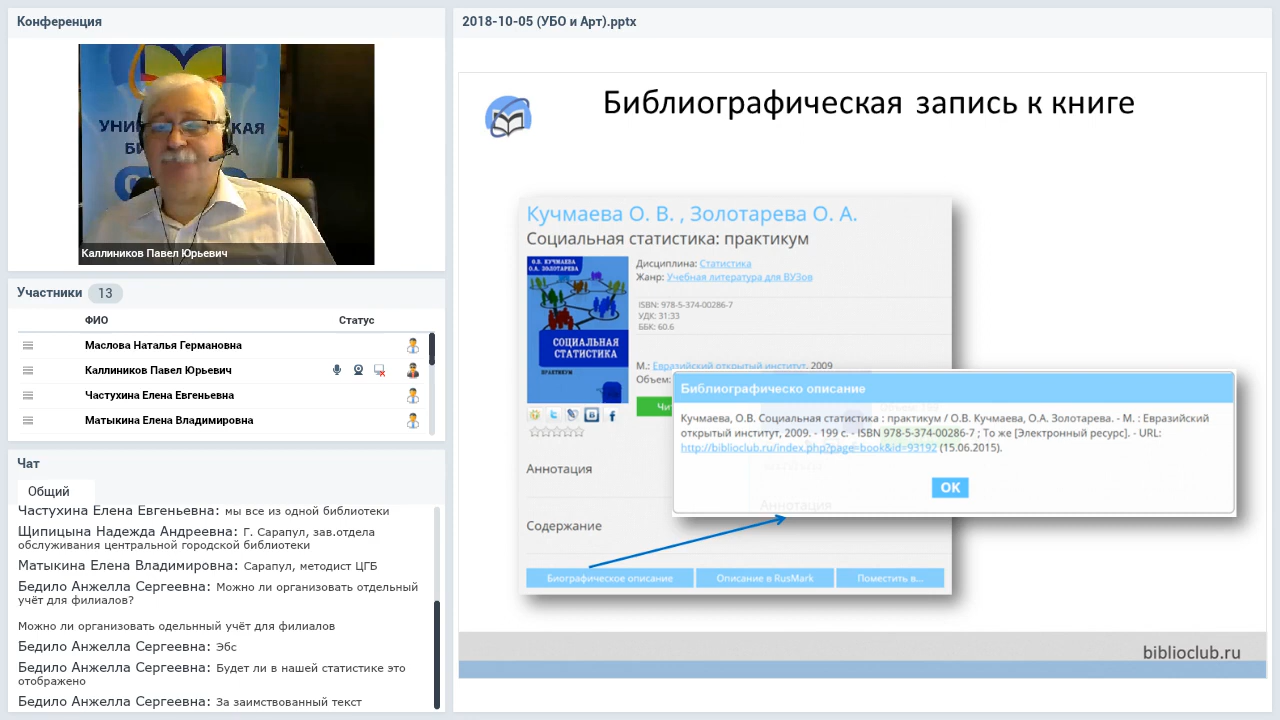 Конференция
УНИ
КАЯ
БИ
Каллиников Павел Юрьевич
Участники 13
ФИО Статус
Маслова Наталья Германовна
Каллиников Павел Юрьевич
Частухина Елена Евгеньевна
Матыкина Елена Владимировна
Чат
Общий
Частухина Елена Евгеньевна: мы все из одной библиотеки
Щипицына Надежда Андреевна: Г. Сарапул, зав.отдела
обслуживания центральной городской библиотеки
Матыкина Елена Владимировна: Сарапул, методист ЦГБ
Бедило Анжелла Сергеевна: Можно ли организовать отдельный
учёт для филиалов?
Можно ли организовать одельнный учёт для филиалов
Бедило Анжелла Сергеевна: Эбс
Бедило Анжелла Сергеевна: Будет ли в нашей статистике это
отображено
Бедило Анжелла Сергеевна: За заимствованный текст
2018-10-05 (УБО и Арт).pptx
Библиографическая запись к книге
Кучмаева О. В. , Золотарева О. А.
Социальная статистика: практикум
О.В. КУЧМАЕВА
О.А. ЗОЛОТАРЕВА
СОЦИАЛЬНАЯ
СТАТИСТИКА
ПРАКТИКУМ
Дисциплина: Статистика
Жанр: Учебная литература для ВУЗов
ISBN: 978-5-374-00286-7
УДК: 31:33
ББК: 60.6
М.: Евразийский открытый институт, 2009
Объем:
Чи
Аннотация
Содержание
Биографическое описание Описание в RusMark Поместить в...
Библиографическо описание
Кучмаева, О.В. Социальная статистика : практикум / О.В. Кучмаева, О.А. Золотарева. - М. : Евразийский
открытый институт, 2009. - 199 с. - ISBN 978-5-374-00286-7 ; То же [Электронный ресурс]. - URL:
http://biblioclub.ru/index.php?page=book&id=93192 (15.06.2015).
OK
Аннотация
biblioclub.ru